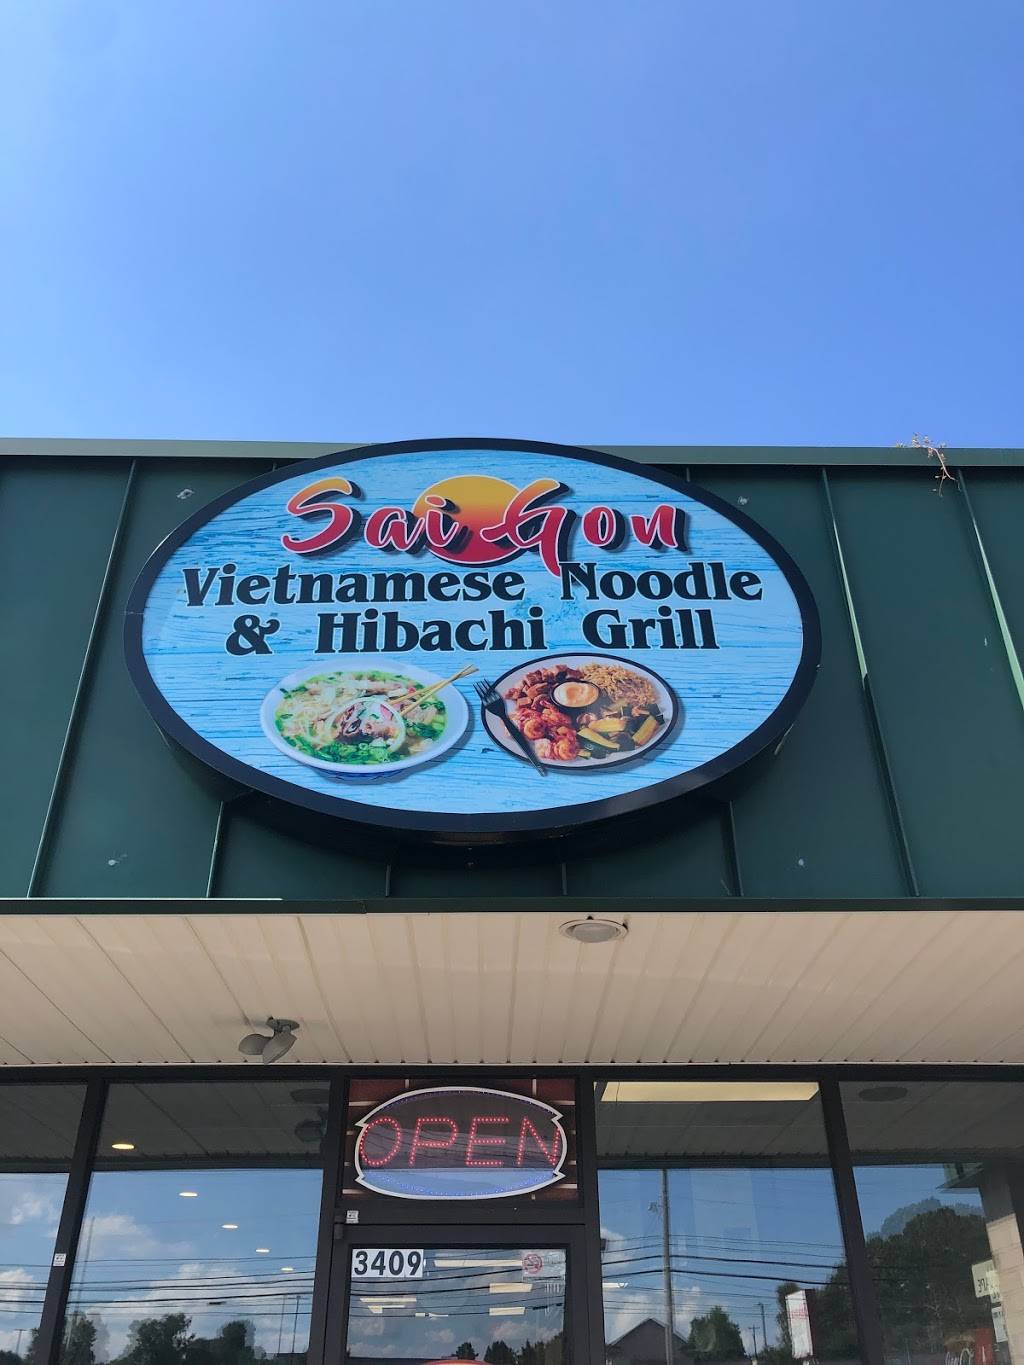 Sai Gon
Vietnamese Noodle
& Hibachi Grill
OPEN
3409